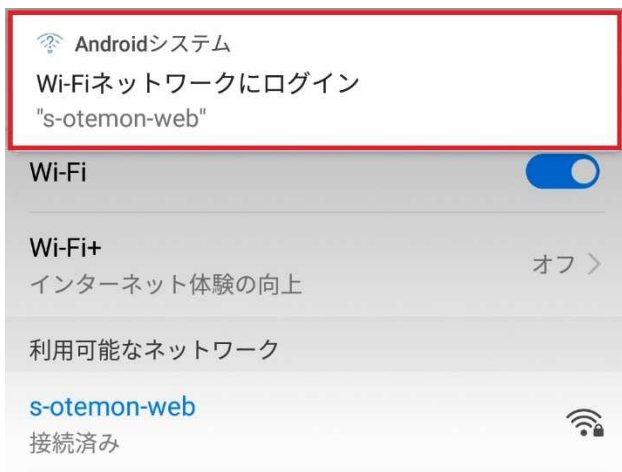 Androidシステム
Wi-Fiネットワークにログイン
"s-otemon-web"
Wi-Fi
Wi-Fi+
インターネット体験の向上
オフ
利用可能なネットワーク
s-otemon-web
接続済み